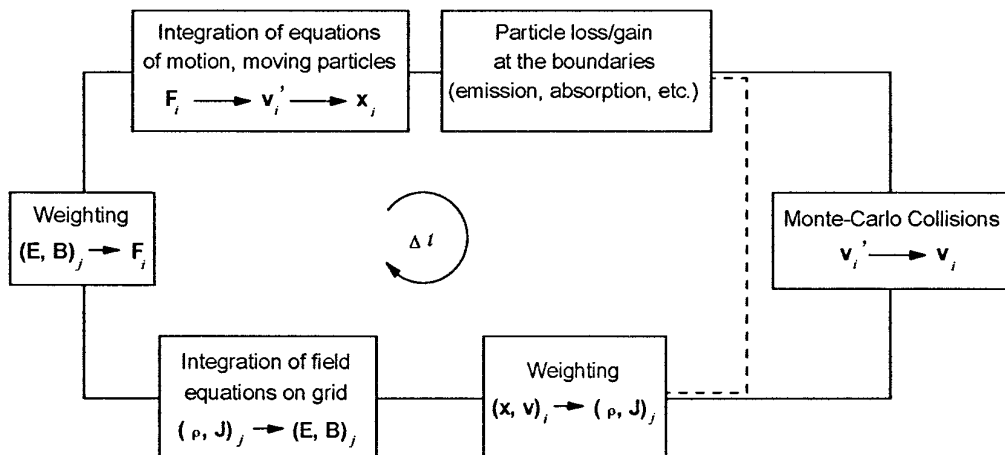 Integration of equations
of motion, moving particles
F_i → v_i' → x_i
Particle loss/gain
at the boundaries
(emission, absorption, etc.)
Weighting
(E, B)_j → F_i
Δ t
Monte-Carlo Collisions
v_i' → v_i
Integration of field
equations on grid
( ρ, J)_j → (E, B)_j
Weighting
(x, v)_i → ( ρ, J)_j